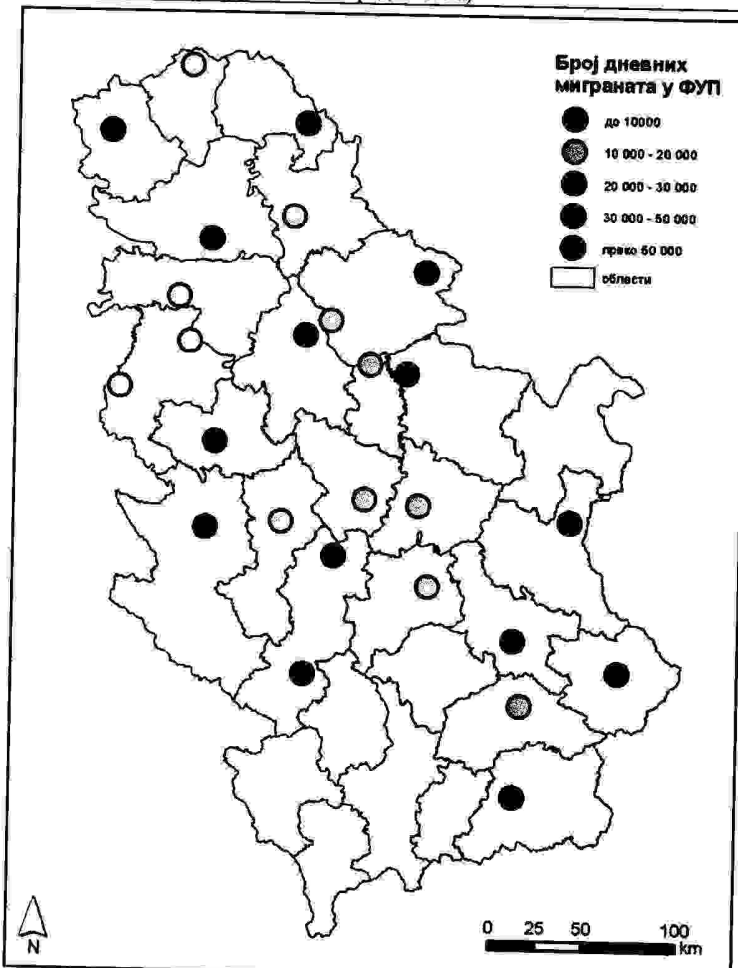 Број дневних
мигранaта у ФУП
до 10000
10 000 - 20 000
20 000 - 30 000
30 000 - 50 000
преко 50 000
области
N
0 25 50 100
km